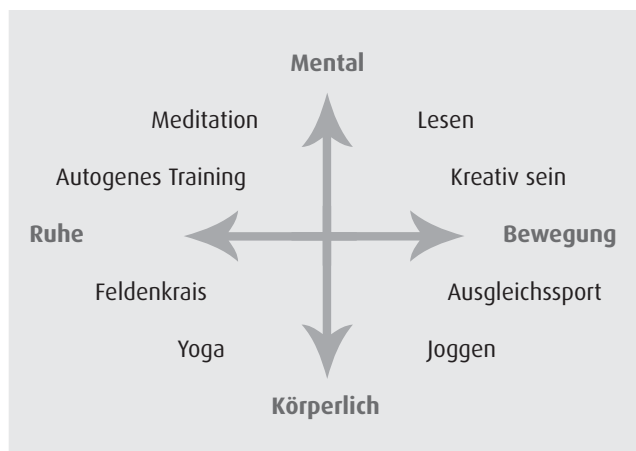 Mental
Meditation Lesen
Autogenes Training Kreativ sein
Ruhe Bewegung
Feldenkrais Ausgleichssport
Yoga Joggen
Körperlich